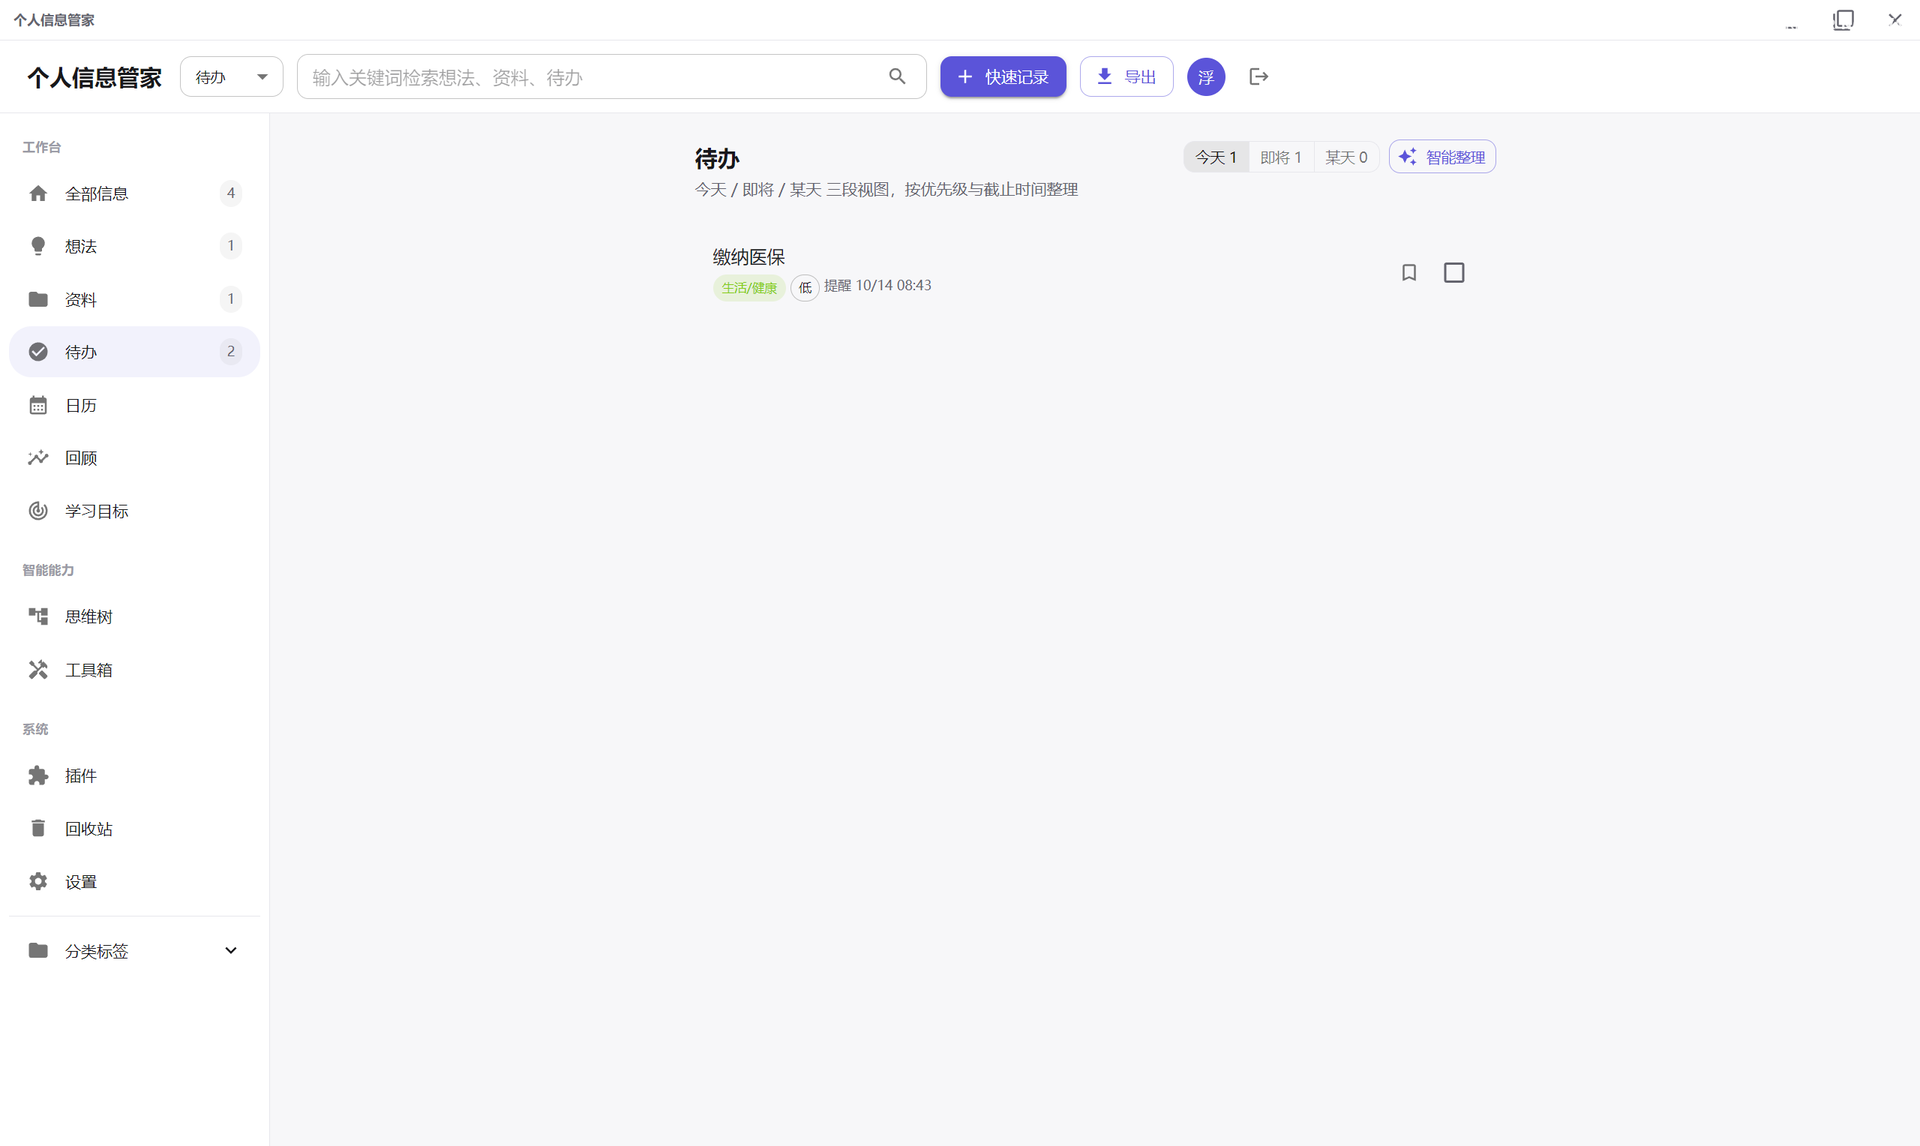 个人信息管家
个人信息管家
待办
输入关键词检索想法、资料、待办
快速记录
导出
浮
工作台
全部信息 4
想法 1
资料 1
待办 2
日历
回顾
学习目标
智能能力
思维树
工具箱
系统
插件
回收站
设置
分类标签
待办
今天 1 即将 1 某天 0 智能整理
今天 / 即将 / 某天 三段视图，按优先级与截止时间整理
缴纳医保
生活/健康 低 提醒 10/14 08:43